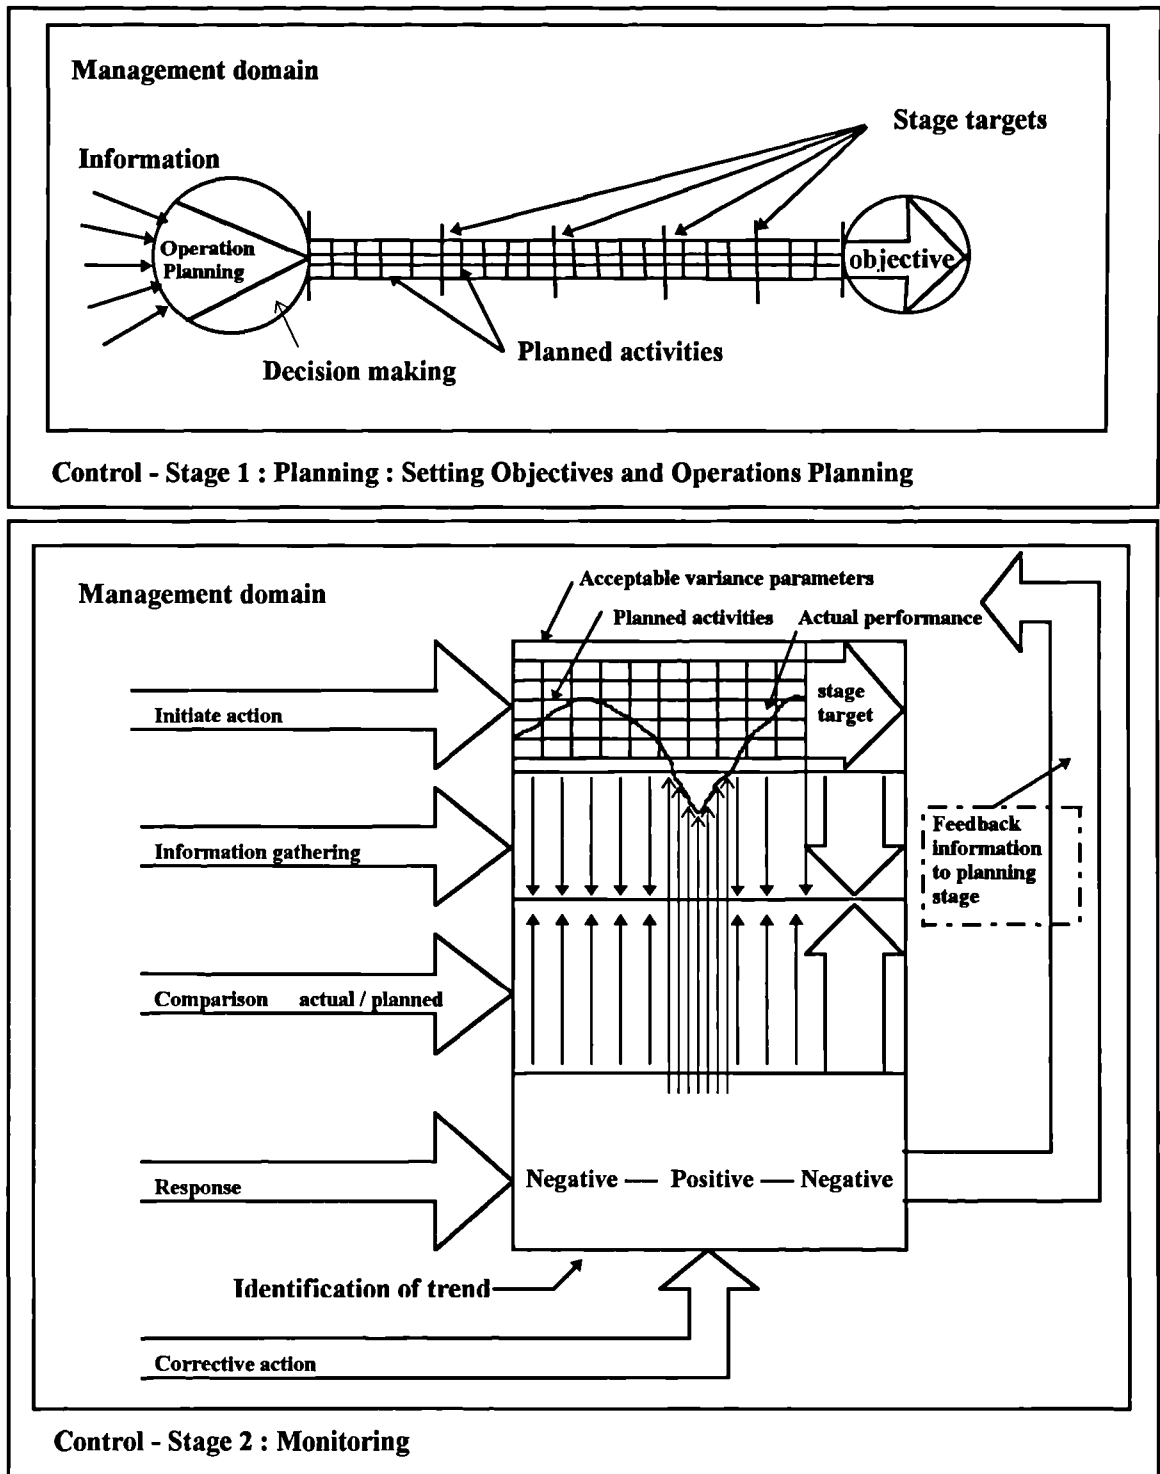 Management domain
Stage targets
Information
Operation
Planning
objective
Planned activities
Decision making
Control - Stage 1 : Planning : Setting Objectives and Operations Planning
Management domain
Acceptable variance parameters
Planned activities
Actual performance
Initiate action
stage
target
Information gathering
Feedback
information
to planning
stage
Comparison actual / planned
Response
Negative — Positive — Negative
Identification of trend
Corrective action
Control - Stage 2 : Monitoring